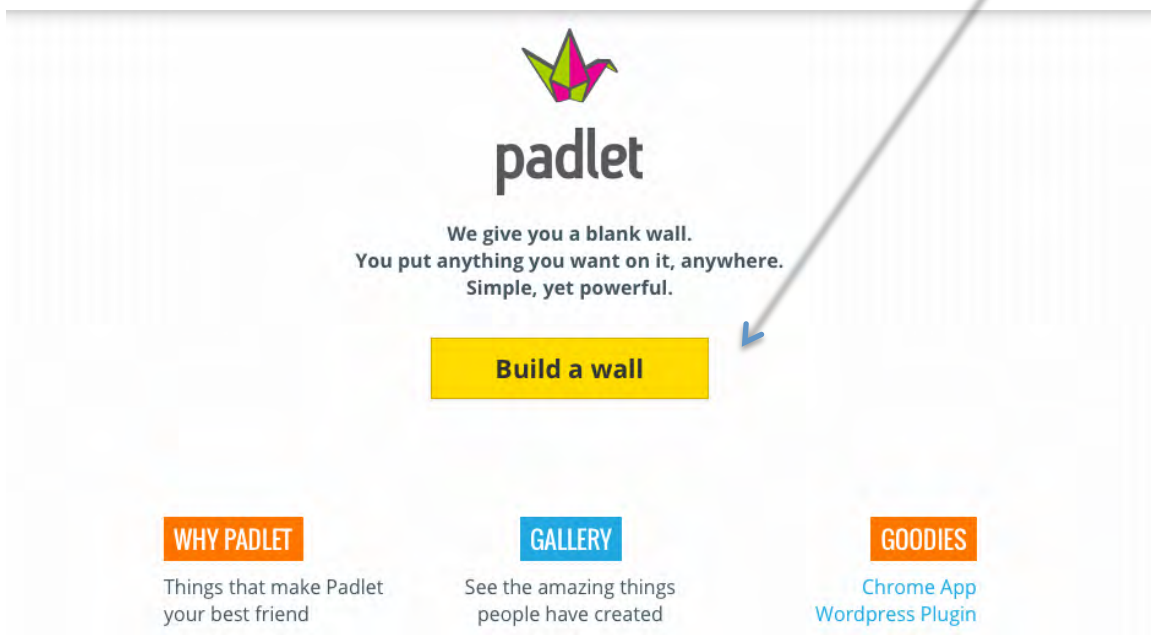 padlet
We give you a blank wall.
You put anything you want on it, anywhere.
Simple, yet powerful.
Build a wall
WHY PADLET
Things that make Padlet
your best friend
GALLERY
See the amazing things
people have created
GOODIES
Chrome App
Wordpress Plugin